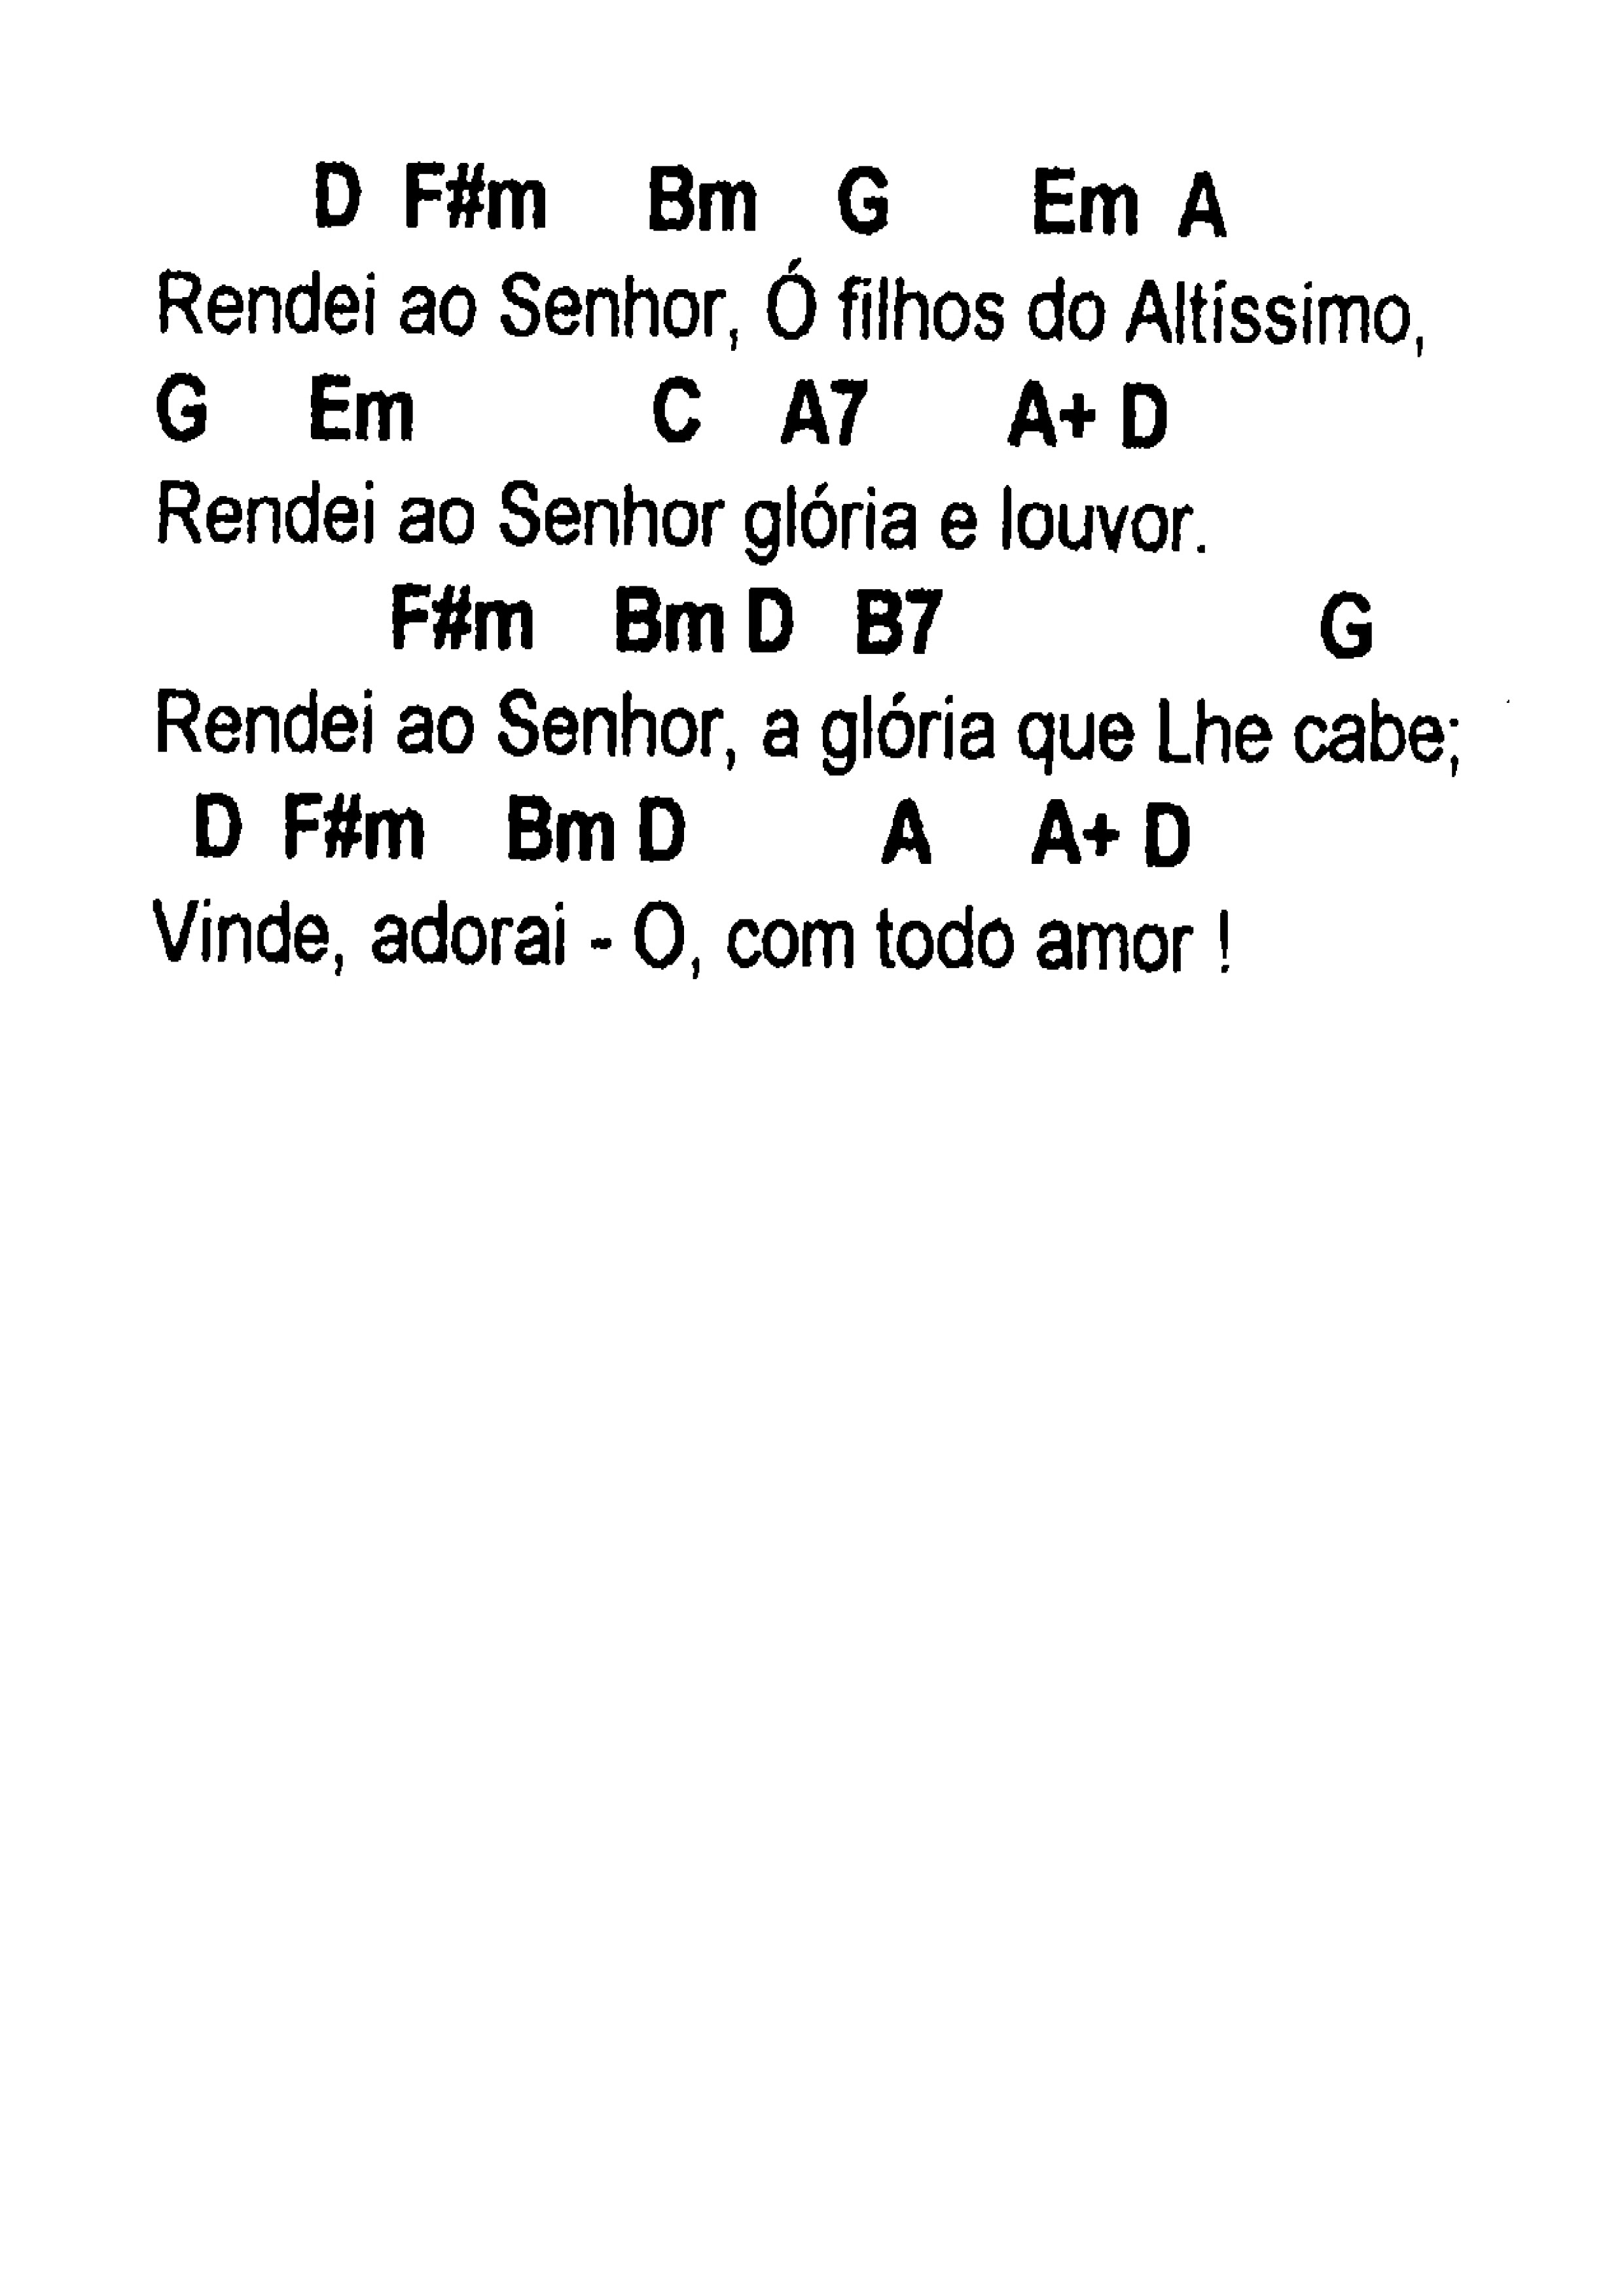 D F#m Bm G Em A
Rendei ao Senhor, Ó filhos do Altíssimo,
G Em C A7 A+ D
Rendei ao Senhor glória e louvor.
F#m Bm D B7 G
Rendei ao Senhor, a glória que Lhe cabe;
D F#m Bm D A A+ D
Vinde, adorai - O, com todo amor !